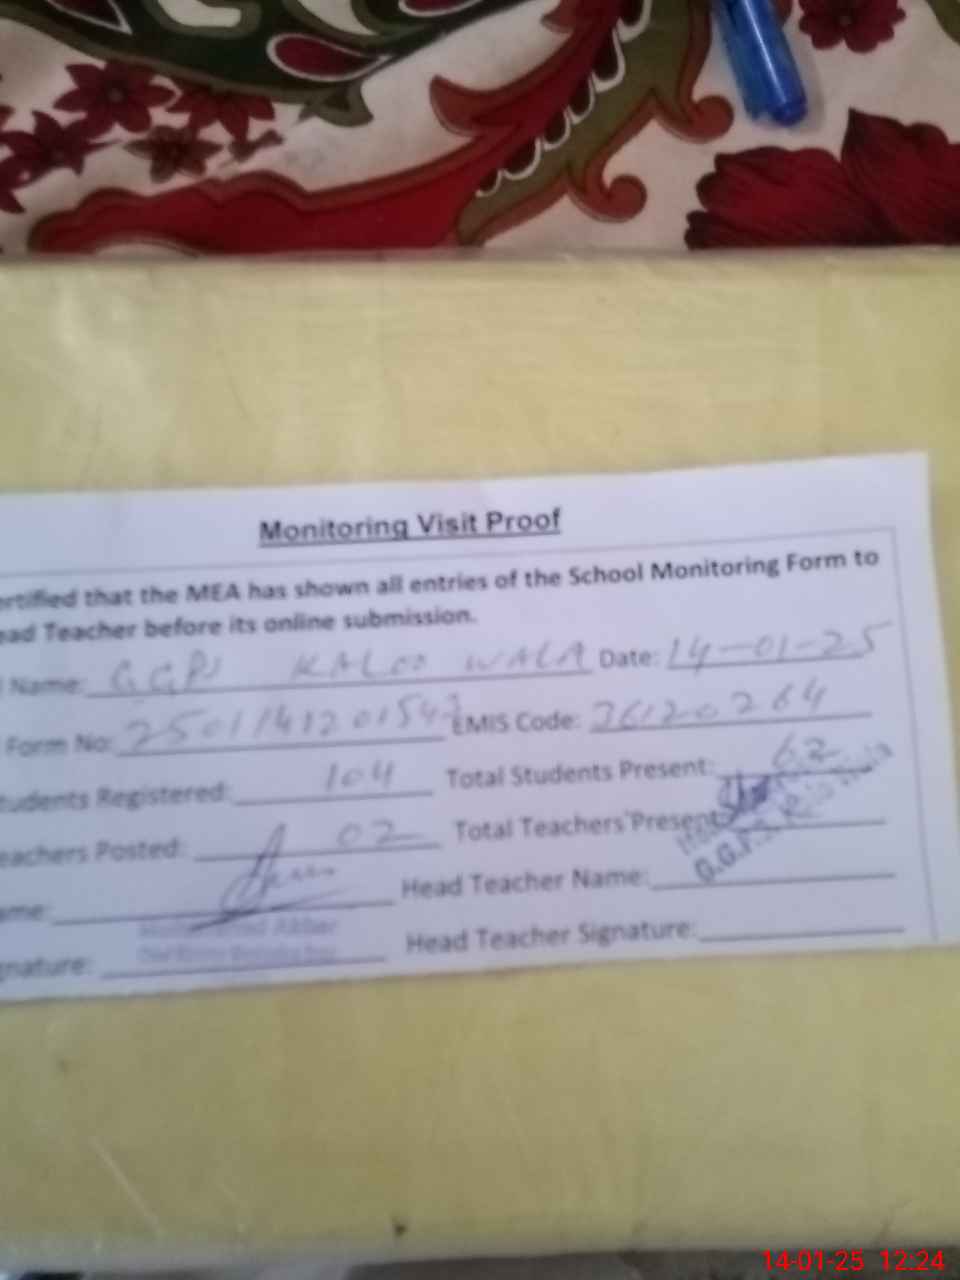 Monitoring Visit Proof
ertified that the MEA has shown all entries of the School Monitoring Form to
ead Teacher before its online submission.
Name: GGPS KALOO WALA Date: 14-01-25
Form No: EMIS Code: 36120264
tudents Registered: 104 Total Students Present: 62
eachers Posted: 02 Total Teachers Present:
ame: Head Teacher Name:
G.G.P.S.
Akbar
gnature: Head Teacher Signature:
14-01-25 12:24